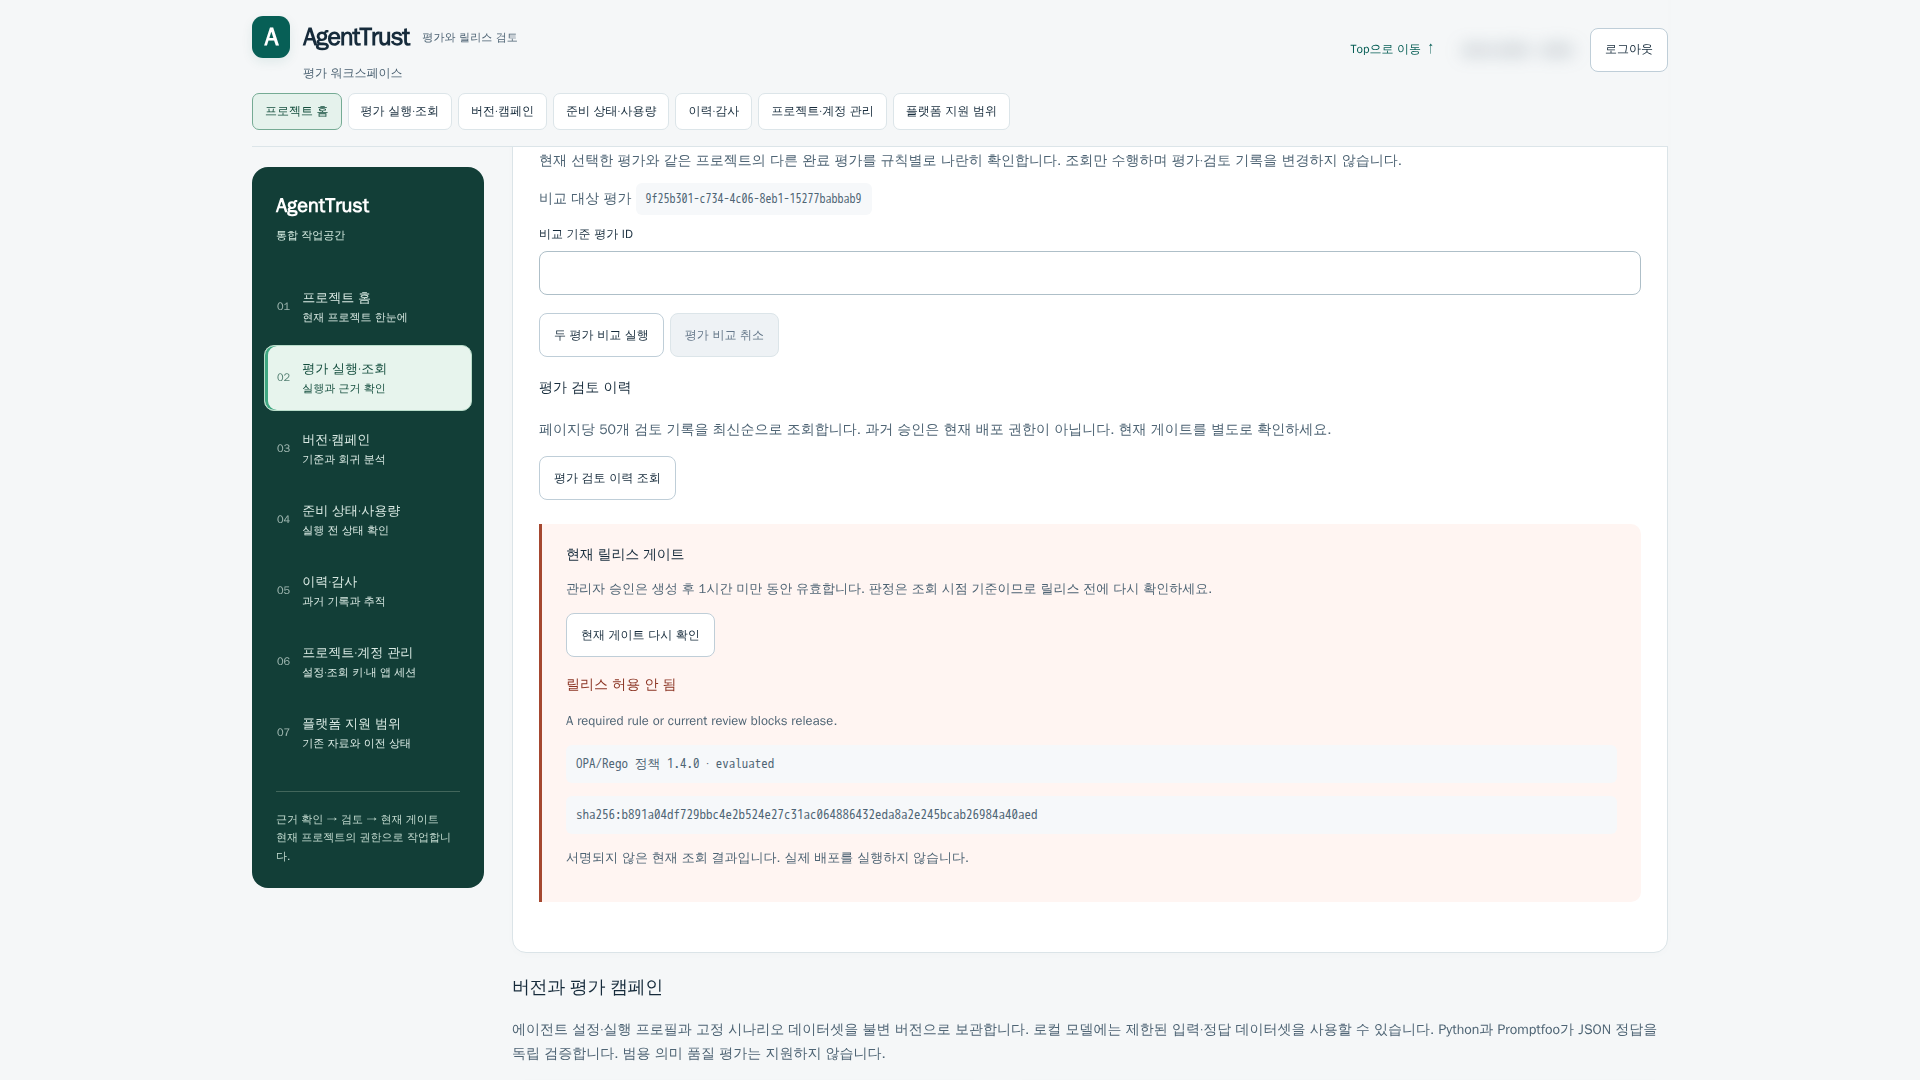 A
AgentTrust 평가와 릴리스 검토
평가 워크스페이스
Top으로 이동 ↑
로그아웃
프로젝트 홈
평가 실행·조회
버전·캠페인
준비 상태·사용량
이력·감사
프로젝트·계정 관리
플랫폼 지원 범위
AgentTrust
통합 작업공간
01 프로젝트 홈
현재 프로젝트 한눈에
02 평가 실행·조회
실행과 근거 확인
03 버전·캠페인
기준과 회귀 분석
04 준비 상태·사용량
실행 전 상태 확인
05 이력·감사
과거 기록과 추적
06 프로젝트·계정 관리
설정·조회 키·내 앱 세션
07 플랫폼 지원 범위
기존 자료와 이전 상태
근거 확인 → 검토 → 현재 게이트
현재 프로젝트의 권한으로 작업합니
다.
현재 선택한 평가와 같은 프로젝트의 다른 완료 평가를 규칙별로 나란히 확인합니다. 조회만 수행하며 평가·검토 기록을 변경하지 않습니다.
비교 대상 평가 9f25b301-c734-4c06-8eb1-15277babbab9
비교 기준 평가 ID
두 평가 비교 실행
평가 비교 취소
평가 검토 이력
페이지당 50개 검토 기록을 최신순으로 조회합니다. 과거 승인은 현재 배포 권한이 아닙니다. 현재 게이트를 별도로 확인하세요.
평가 검토 이력 조회
현재 릴리스 게이트
관리자 승인은 생성 후 1시간 미만 동안 유효합니다. 판정은 조회 시점 기준이므로 릴리스 전에 다시 확인하세요.
현재 게이트 다시 확인
릴리스 허용 안 됨
A required rule or current review blocks release.
OPA/Rego 정책 1.4.0 · evaluated
sha256:b891a04df729bbc4e2b524e27c31ac064886432eda8a2e245bcab26984a40aed
서명되지 않은 현재 조회 결과입니다. 실제 배포를 실행하지 않습니다.
버전과 평가 캠페인
에이전트 설정·실행 프로필과 고정 시나리오 데이터셋을 불변 버전으로 보관합니다. 로컬 모델에는 제한된 입력·정답 데이터셋을 사용할 수 있습니다. Python과 Promptfoo가 JSON 정답을
독립 검증합니다. 범용 의미 품질 평가는 지원하지 않습니다.